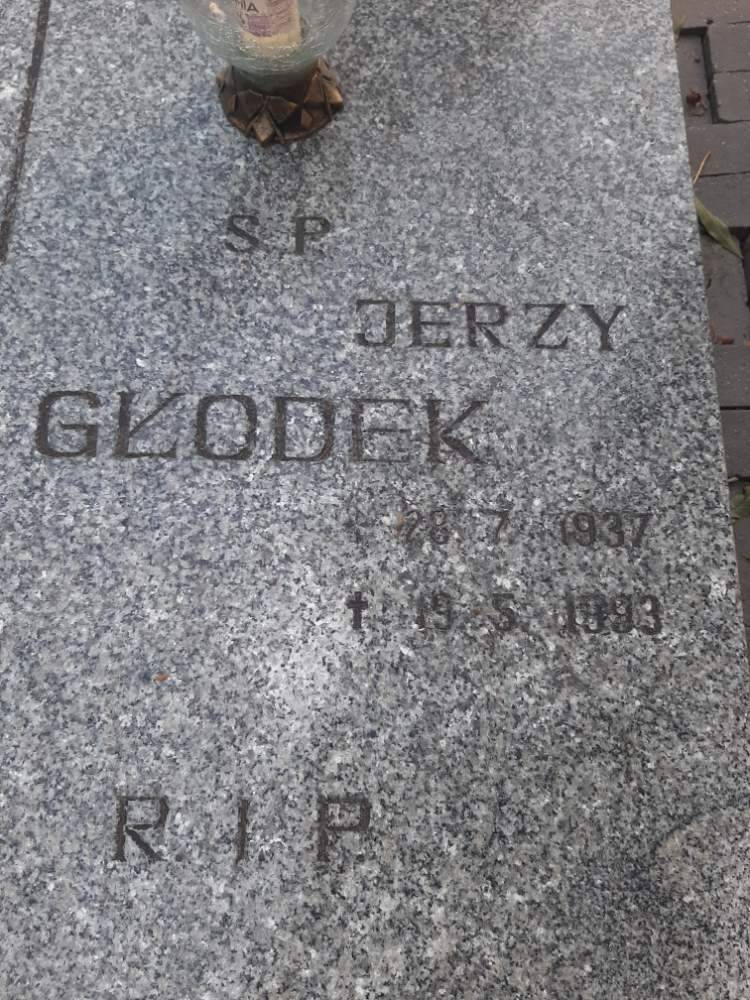 S P
JERZY
GŁODEK
28 7 1937
† 19 5 1993
R I P